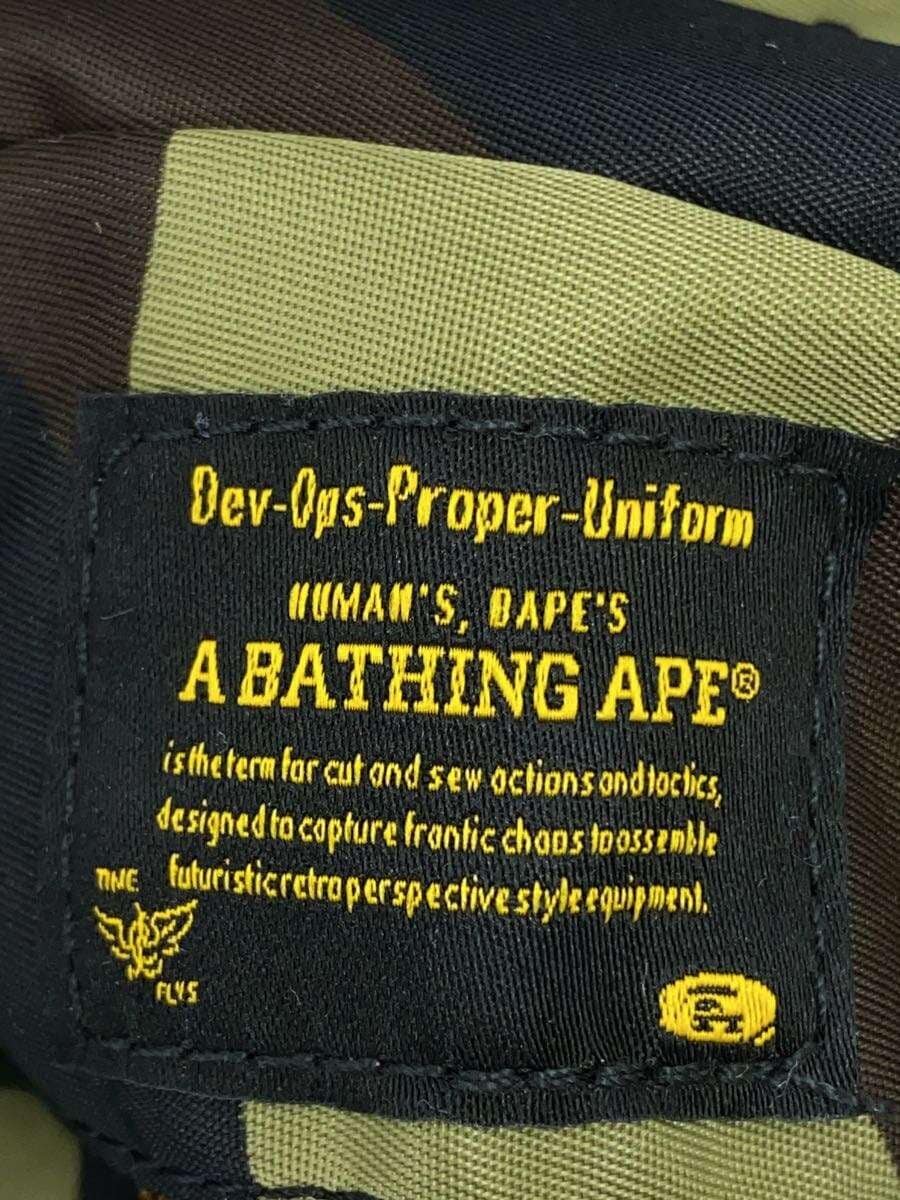 Dev-Ops-Proper-Uniform
HUMAN'S, BAPE'S
A BATHING APE®
is the term for cut and sew actions and tactics,
designed to capture frantic chaos to assemble
futuristic retro perspective style equipment.
TIME
FLYS